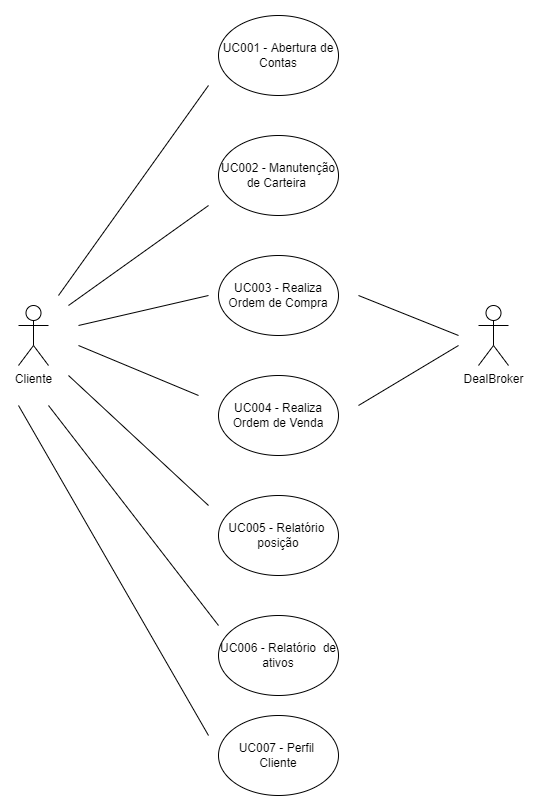 UC001 - Abertura de
Contas
UC002 - Manutenção
de Carteira
UC003 - Realiza
Ordem de Compra
Cliente
DealBroker
UC004 - Realiza
Ordem de Venda
UC005 - Relatório
posição
UC006 - Relatório de
ativos
UC007 - Perfil
Cliente